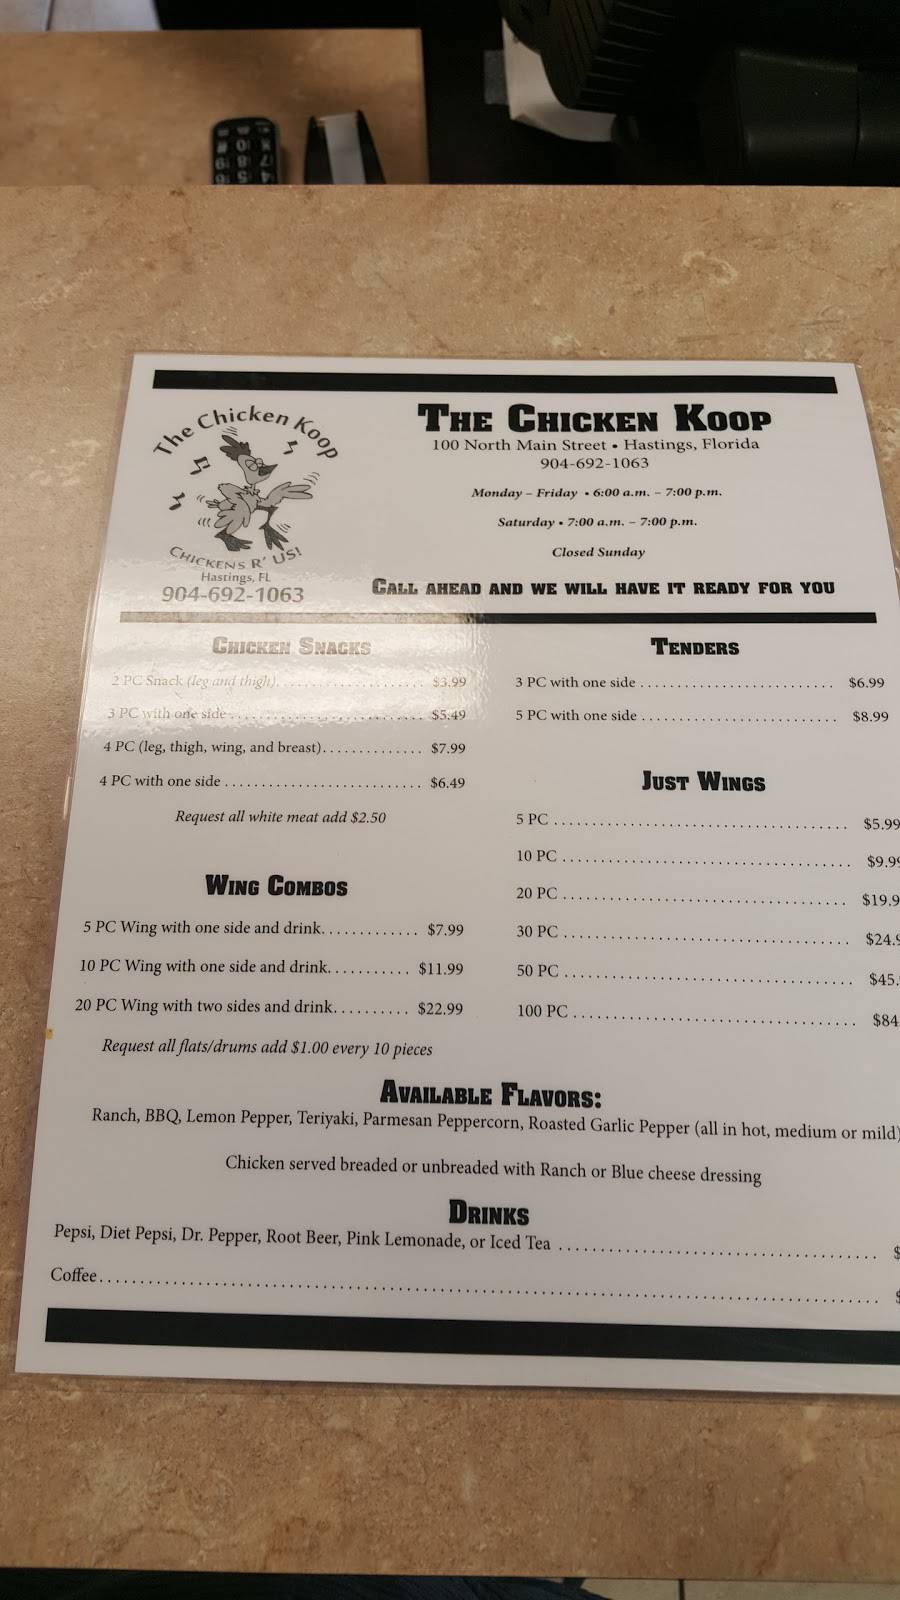 The Chicken Koop
CHICKENS R' US!
Hastings, FL
904-692-1063
THE CHICKEN KOOP
100 North Main Street • Hastings, Florida
904-692-1063
Monday – Friday • 6:00 a.m. – 7:00 p.m.
Saturday • 7:00 a.m. – 7:00 p.m.
Closed Sunday
CALL AHEAD AND WE WILL HAVE IT READY FOR YOU
CHICKEN SNACKS
2 PC Snack (leg and thigh) $3.99
3 PC with one side $5.49
4 PC (leg, thigh, wing, and breast) $7.99
4 PC with one side $6.49
Request all white meat add $2.50
WING COMBOS
5 PC Wing with one side and drink $7.99
10 PC Wing with one side and drink $11.99
20 PC Wing with two sides and drink $22.99
Request all flats/drums add $1.00 every 10 pieces
TENDERS
3 PC with one side $6.99
5 PC with one side $8.99
JUST WINGS
5 PC $5.99
10 PC $9.99
20 PC $19.9
30 PC $24.9
50 PC $45.
100 PC $84
AVAILABLE FLAVORS:
Ranch, BBQ, Lemon Pepper, Teriyaki, Parmesan Peppercorn, Roasted Garlic Pepper (all in hot, medium or mild)
Chicken served breaded or unbreaded with Ranch or Blue cheese dressing
DRINKS
Pepsi, Diet Pepsi, Dr. Pepper, Root Beer, Pink Lemonade, or Iced Tea $
Coffee $